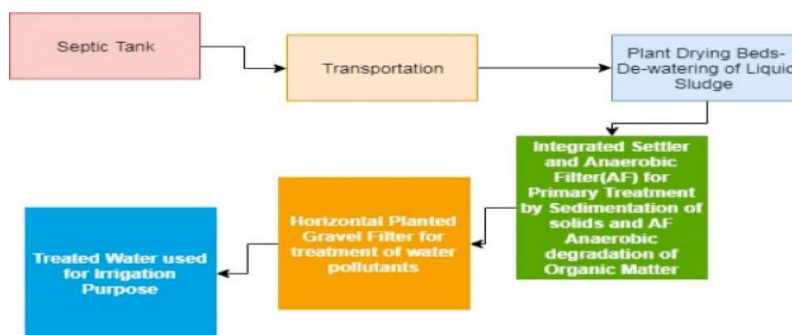 Septic Tank
Transportation
Plant Drying Beds-
De-watering of Liquid
Sludge
Integrated Settler
and Anaerobic
Filter(AF) for
Primary Treatment
by Sedimentation of
solids and AF
Anaerobic
degradation of
Organic Matter
Horizontal Planted
Gravel Filter for
treatment of water
pollutants
Treated Water used
for Irrigation
Purpose